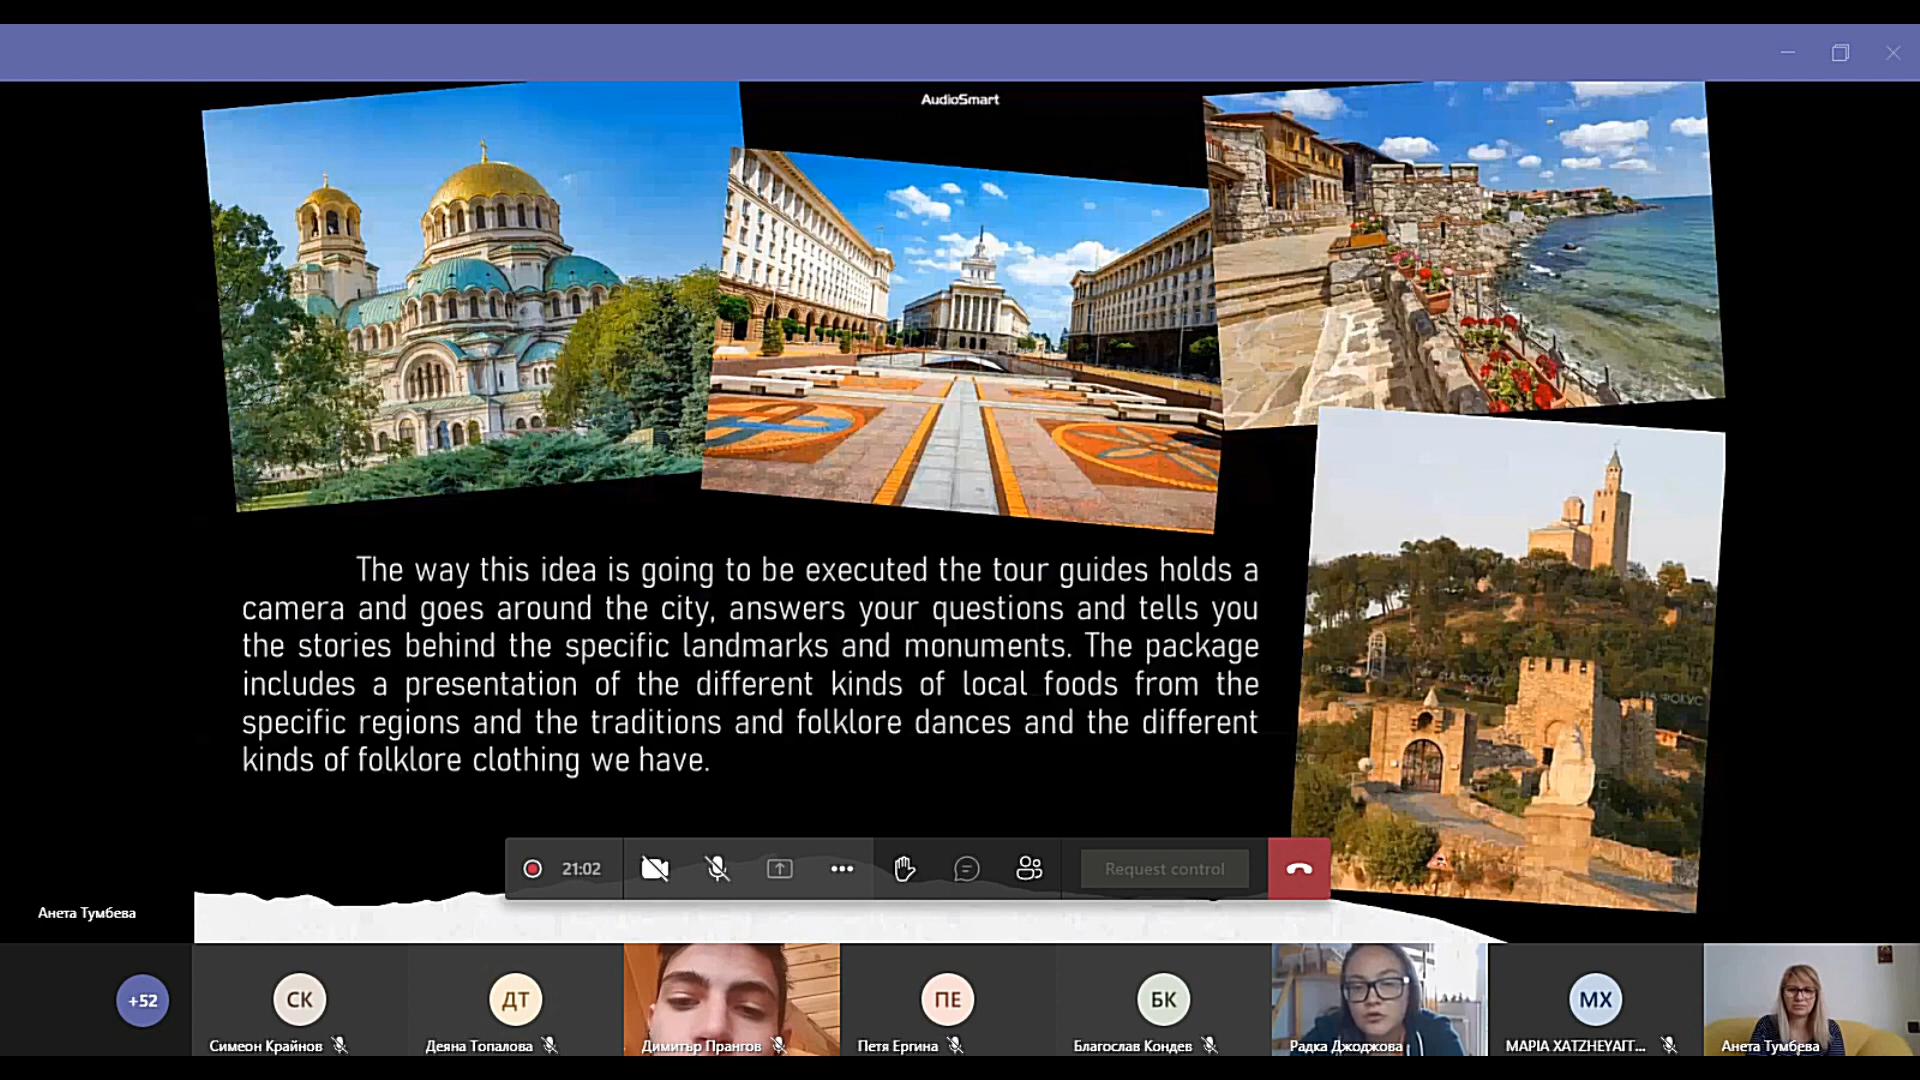 AudioSmart
The way this idea is going to be executed the tour guides holds a
camera and goes around the city, answers your questions and tells you
the stories behind the specific landmarks and monuments. The package
includes a presentation of the different kinds of local foods from the
specific regions and the traditions and folklore dances and the different
kinds of folklore clothing we have.
НА ФОКУС
21:02
Request control
Анета Тумбева
+52
СК
Симеон Крайнов
ДТ
Деяна Топалова
Димитър Прангов
ПЕ
Петя Ергина
БК
Благослав Кондев
Радка Джоджова
MX
ΜΑΡΙΑ ΧΑΤΖΗΕΥΑΓΓ...
Анета Тумбева